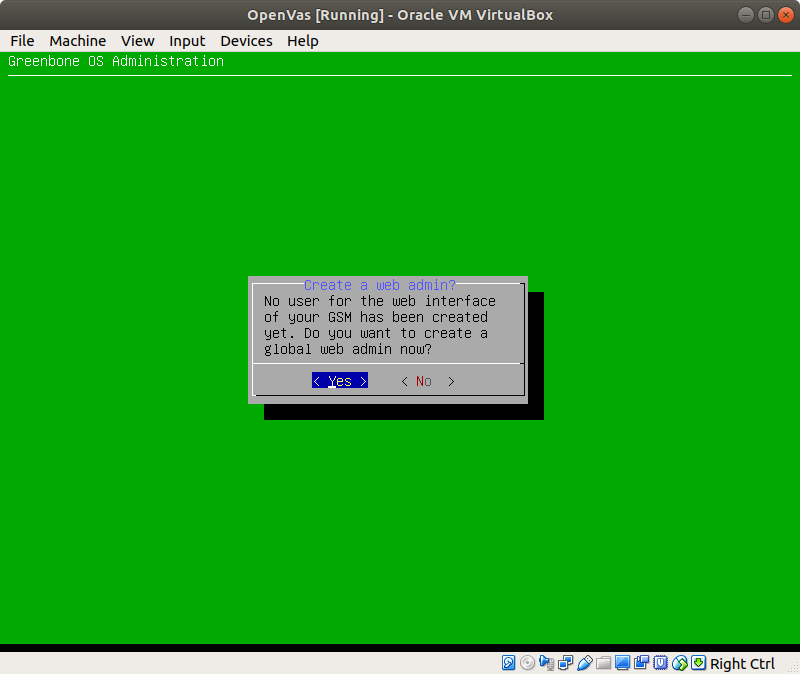 OpenVas [Running] - Oracle VM VirtualBox
File Machine View Input Devices Help
Greenbone OS Administration
Create a web admin?
No user for the web interface
of your GSM has been created
yet. Do you want to create a
global web admin now?
< Yes > < No >
Right Ctrl